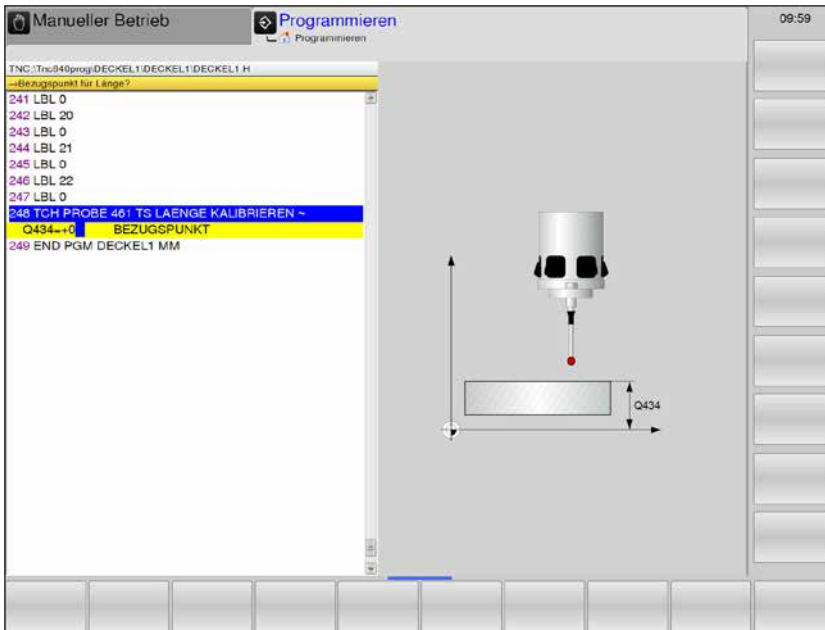 Manueller Betrieb
Programmieren
Programmieren
09:59
TNC:\Tnc640prog\DECKEL1\DECKEL1\DECKEL1.H
→Bezugspunkt für Länge?
241 LBL 0
242 LBL 20
243 LBL 0
244 LBL 21
245 LBL 0
246 LBL 22
247 LBL 0
248 TCH PROBE 461 TS LAENGE KALIBRIEREN ~
Q434=+0 BEZUGSPUNKT
249 END PGM DECKEL1 MM
Q434